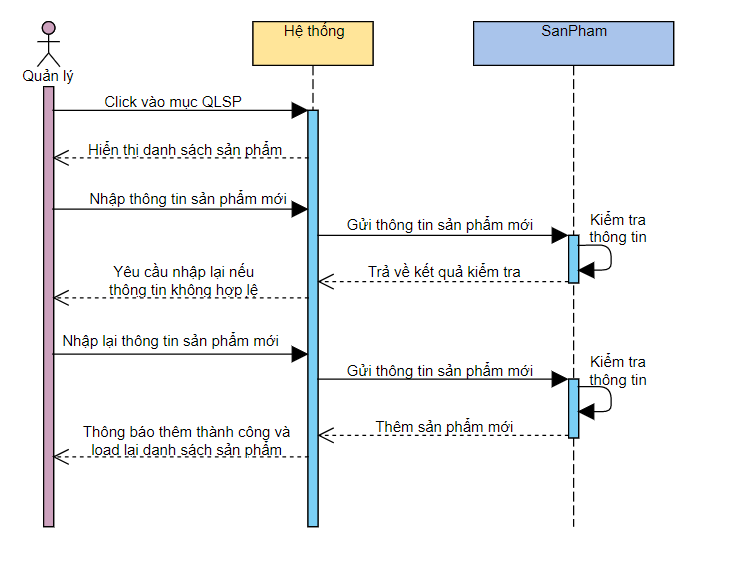 Hệ thống
SanPham
Quản lý
Click vào mục QLSP
Hiển thị danh sách sản phẩm
Nhập thông tin sản phẩm mới
Gửi thông tin sản phẩm mới
Kiểm tra
thông tin
Trả về kết quả kiểm tra
Yêu cầu nhập lại nếu
thông tin không hợp lệ
Nhập lại thông tin sản phẩm mới
Gửi thông tin sản phẩm mới
Kiểm tra
thông tin
Thêm sản phẩm mới
Thông báo thêm thành công và
load lại danh sách sản phẩm